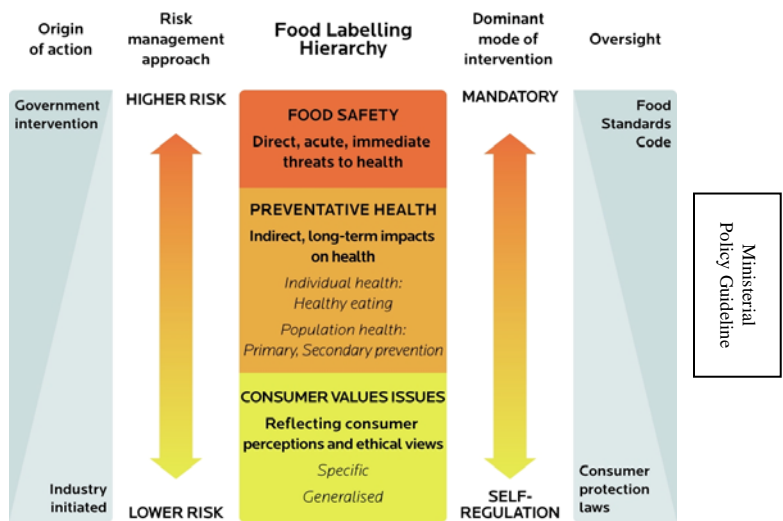 Origin
of action
Risk
management
approach
Food Labelling
Hierarchy
Dominant
mode of
intervention
Oversight
Government
intervention
HIGHER RISK
FOOD SAFETY
Direct, acute, immediate
threats to health
MANDATORY
Food
Standards
Code
PREVENTATIVE HEALTH
Indirect, long-term impacts
on health
Individual health:
Healthy eating
Population health:
Primary, Secondary prevention
CONSUMER VALUES ISSUES
Reflecting consumer
perceptions and ethical views
Specific
Generalised
Industry
initiated
LOWER RISK
SELF-
REGULATION
Consumer
protection
laws
Ministerial
Policy Guideline